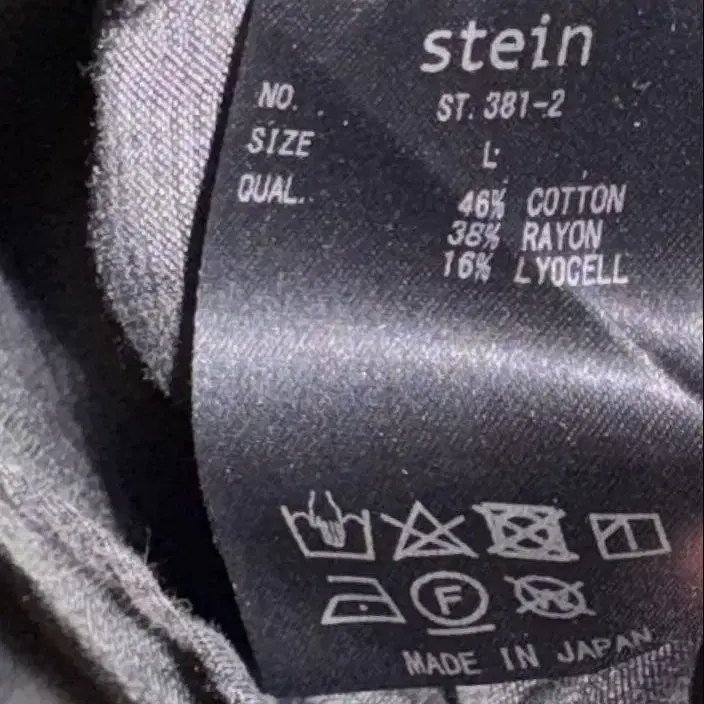 stein
NO. ST. 381-2
SIZE L
QUAL. 46% COTTON
38% RAYON
16% LYOCELL
F
W
MADE IN JAPAN